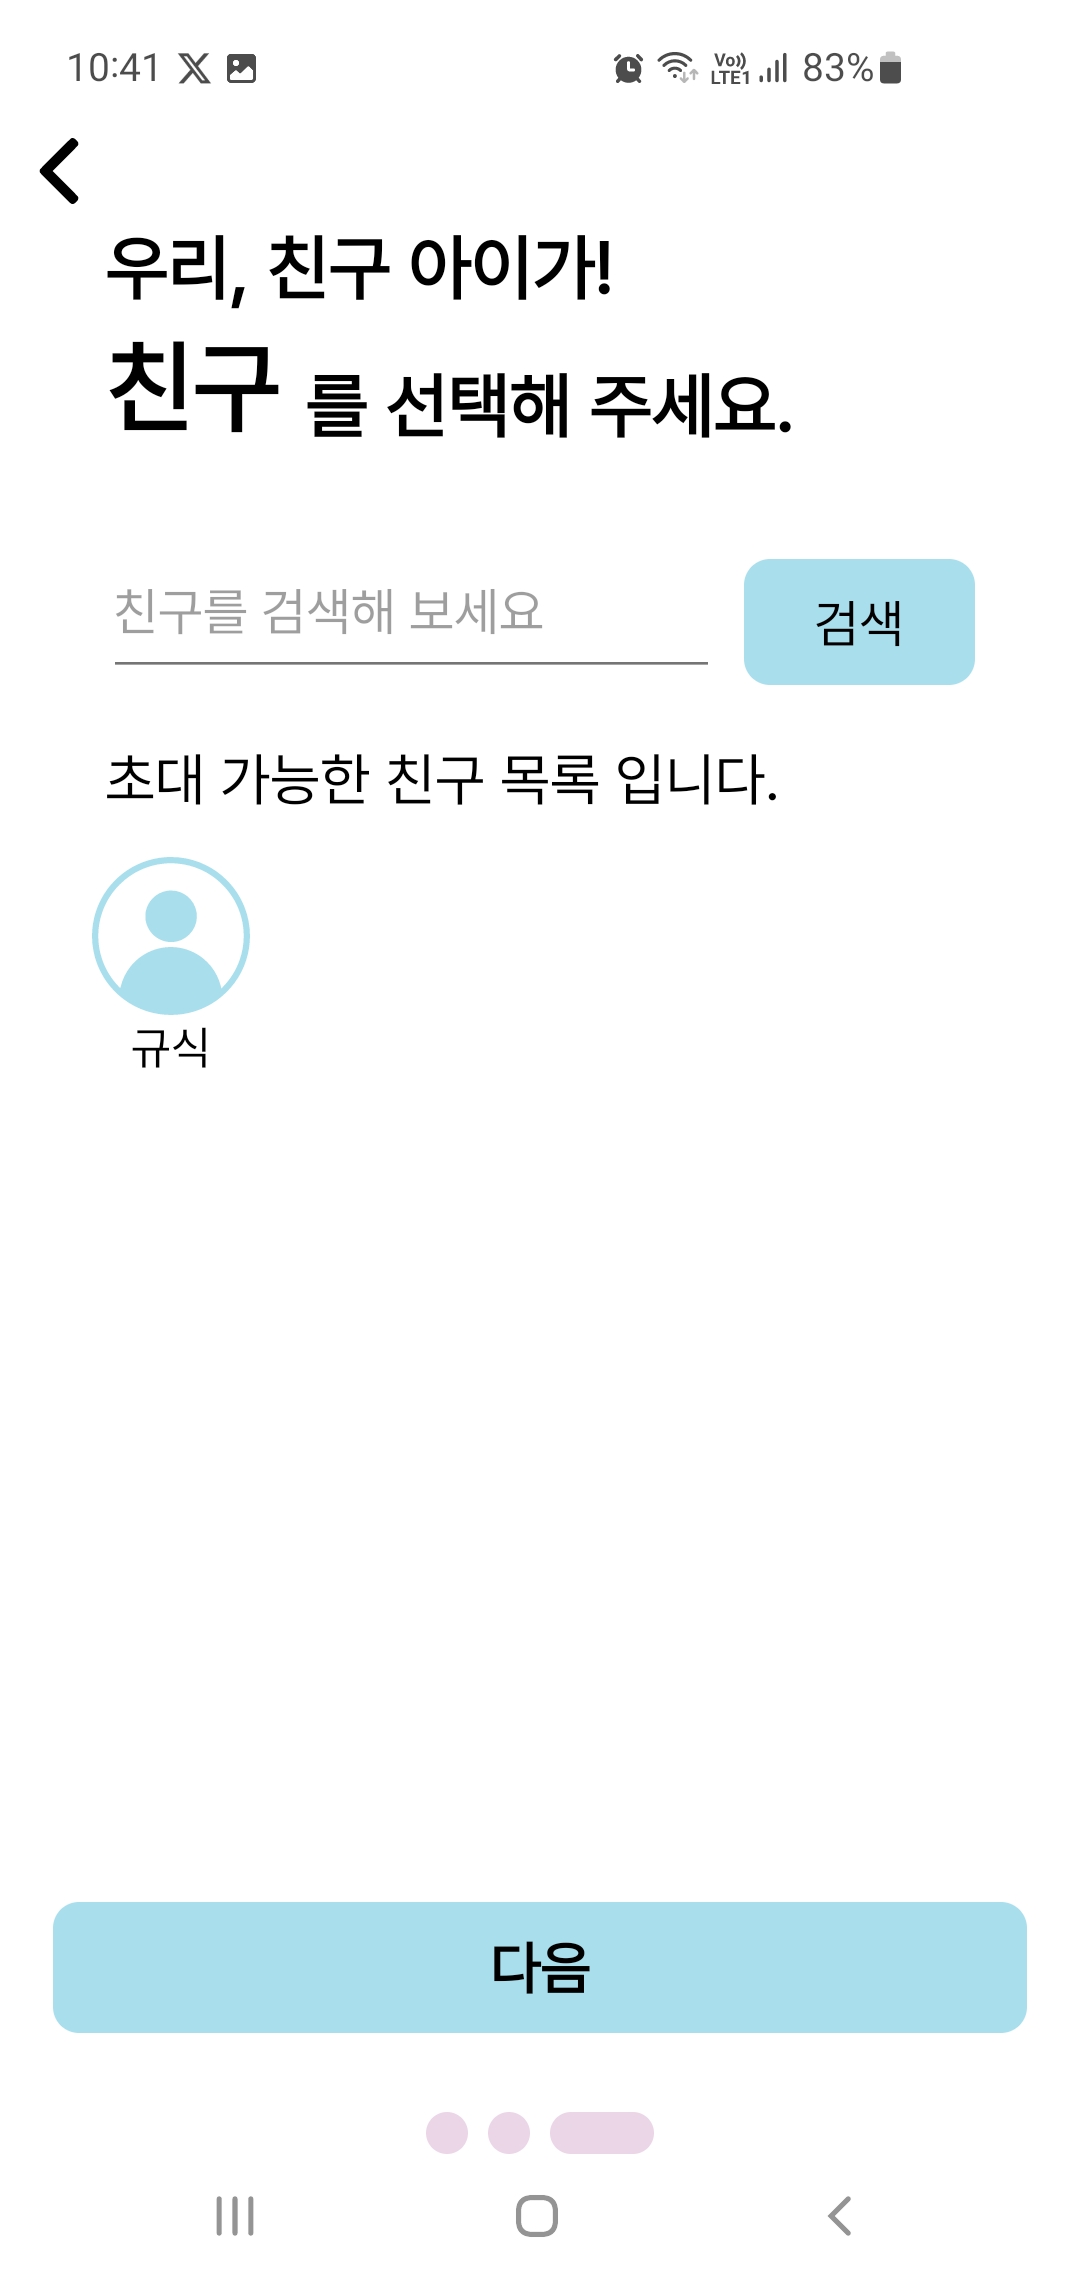 10:41 Vo)) LTE1 83%
우리, 친구 아이가!
친구 를 선택해 주세요.
친구를 검색해 보세요 검색
초대 가능한 친구 목록 입니다.
규식
다음